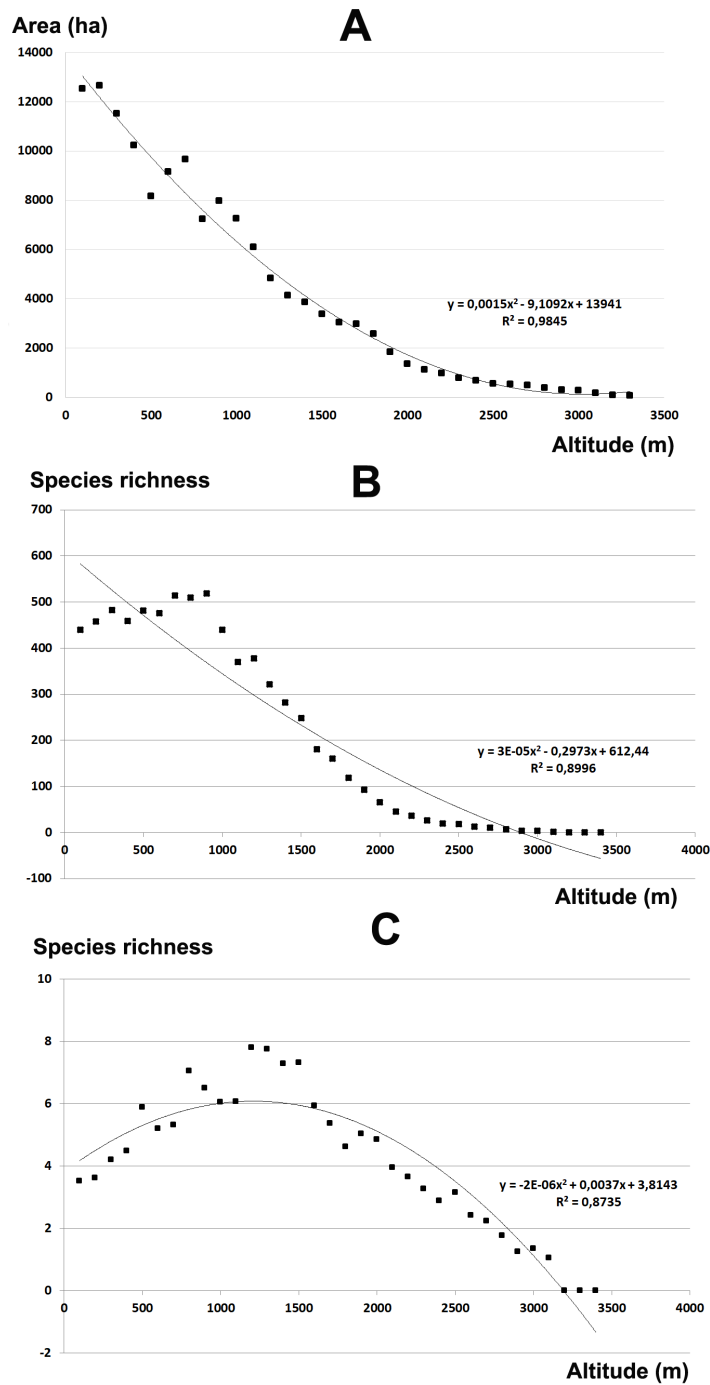 Area (ha)
A
14000
12000
10000
8000
6000
4000
2000
0
y = 0,0015x² - 9,1092x + 13941
R² = 0,9845
0 500 1000 1500 2000 2500 3000 3500
Altitude (m)
Species richness
B
700
600
500
400
300
200
100
0
-100
y = 3E-05x² - 0,2973x + 612,44
R² = 0,8996
0 500 1000 1500 2000 2500 3000 3500 4000
Altitude (m)
Species richness
C
10
8
6
4
2
0
-2
y = -2E-06x² + 0,0037x + 3,8143
R² = 0,8735
0 500 1000 1500 2000 2500 3000 3500 4000
Altitude (m)